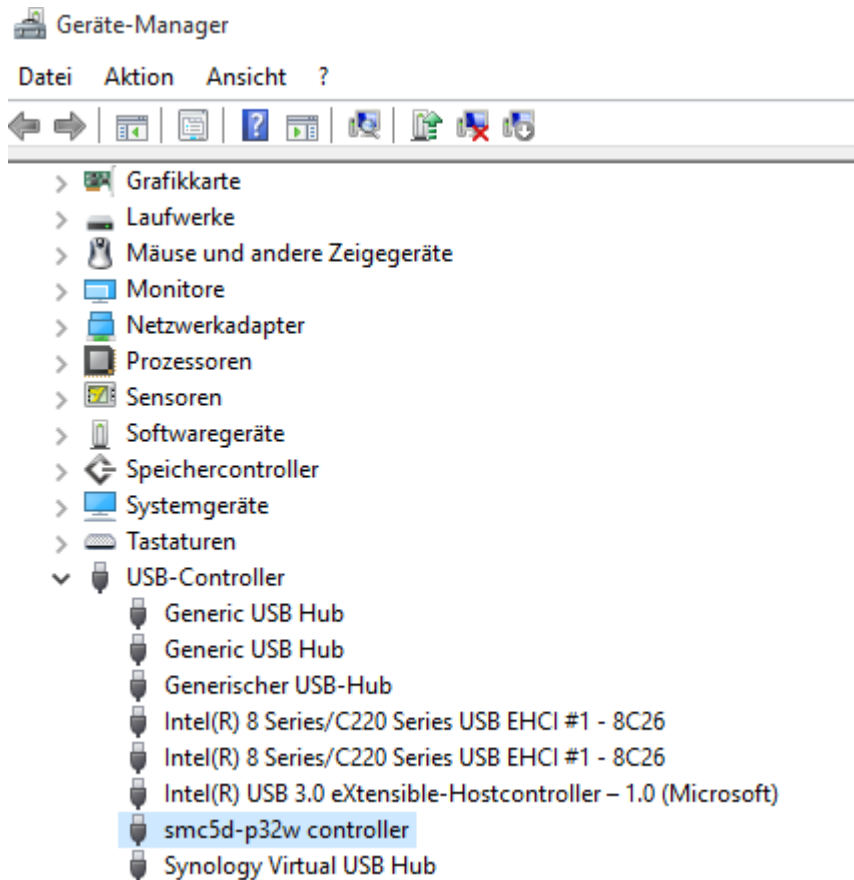 Geräte-Manager
Datei Aktion Ansicht ?
Grafikkarte
Laufwerke
Mäuse und andere Zeigegeräte
Monitore
Netzwerkadapter
Prozessoren
Sensoren
Softwaregeräte
Speichercontroller
Systemgeräte
Tastaturen
USB-Controller
Generic USB Hub
Generic USB Hub
Generischer USB-Hub
Intel(R) 8 Series/C220 Series USB EHCI #1 - 8C26
Intel(R) 8 Series/C220 Series USB EHCI #1 - 8C26
Intel(R) USB 3.0 eXtensible-Hostcontroller – 1.0 (Microsoft)
smc5d-p32w controller
Synology Virtual USB Hub